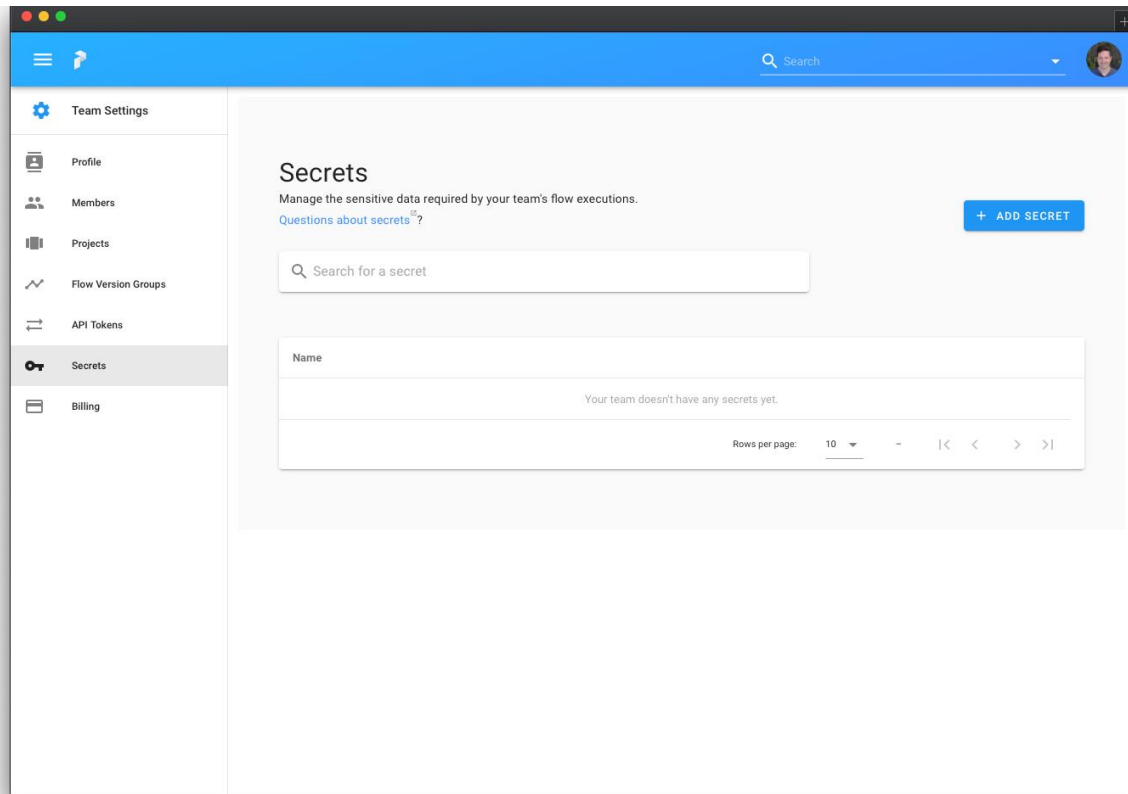 Search
Team Settings
Profile
Members
Projects
Flow Version Groups
API Tokens
Secrets
Billing
Secrets
Manage the sensitive data required by your team's flow executions.
Questions about secrets?
+ ADD SECRET
Search for a secret
Name
Your team doesn't have any secrets yet.
Rows per page: 10 –